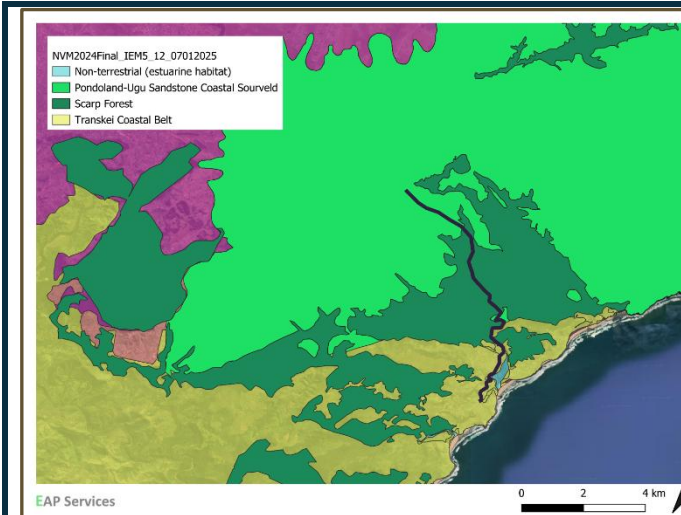 NVM2024Final_IEM5_12_07012025
Non-terrestrial (estuarine habitat)
Pondoland-Ugu Sandstone Coastal Sourveld
Scarp Forest
Transkei Coastal Belt
EAP Services
0 2 4 km